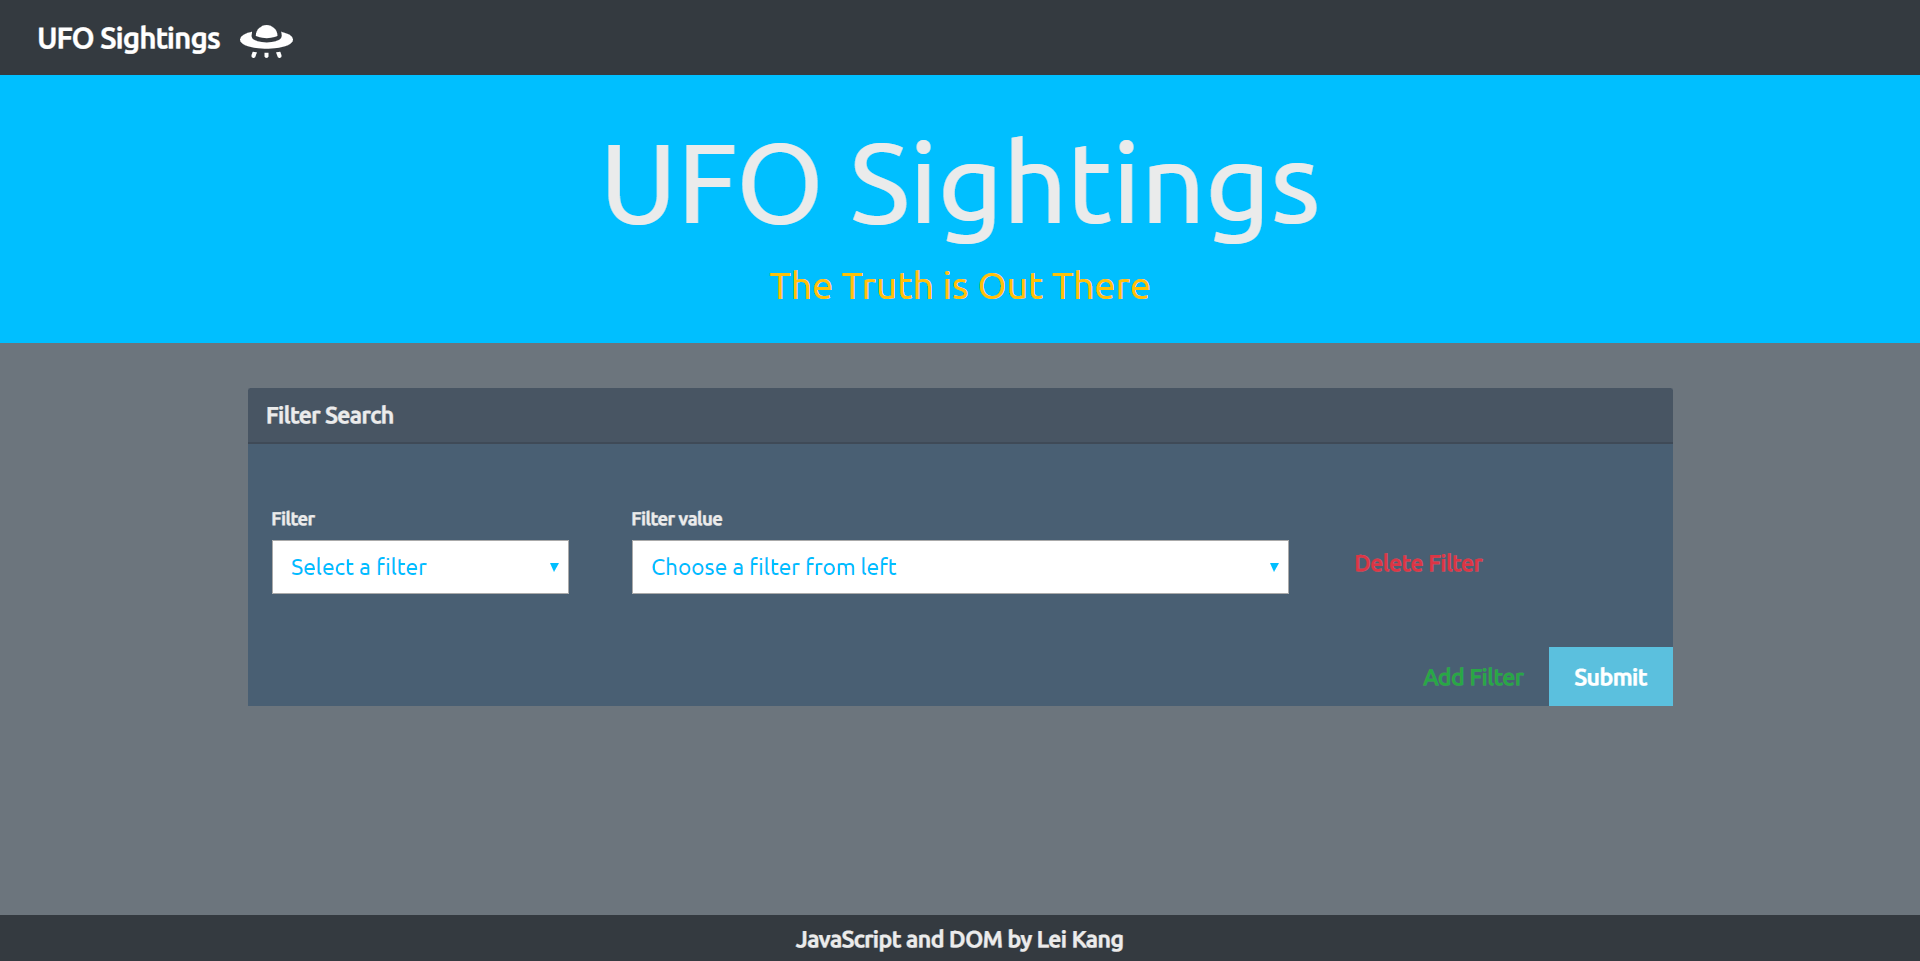 UFO Sightings
UFO Sightings
The Truth is Out There
Filter Search
Filter
Filter value
Select a filter
Choose a filter from left
Delete Filter
Add Filter
Submit
JavaScript and DOM by Lei Kang